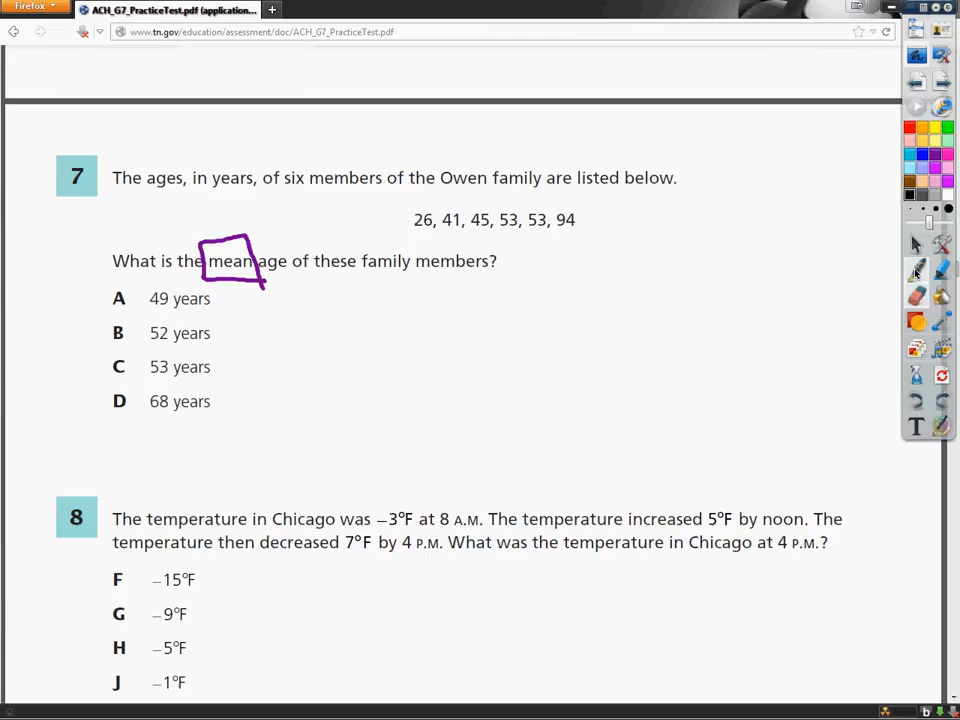 Firefox
ACH_G7_PracticeTest.pdf (application...
www.tn.gov/education/assessment/doc/ACH_G7_PracticeTest.pdf
7
The ages, in years, of six members of the Owen family are listed below.
26, 41, 45, 53, 53, 94
What is the mean age of these family members?
A 49 years
B 52 years
C 53 years
D 68 years
8
The temperature in Chicago was −3°F at 8 A.M. The temperature increased 5°F by noon. The
temperature then decreased 7°F by 4 P.M. What was the temperature in Chicago at 4 P.M.?
F −15°F
G −9°F
H −5°F
J −1°F
T
b